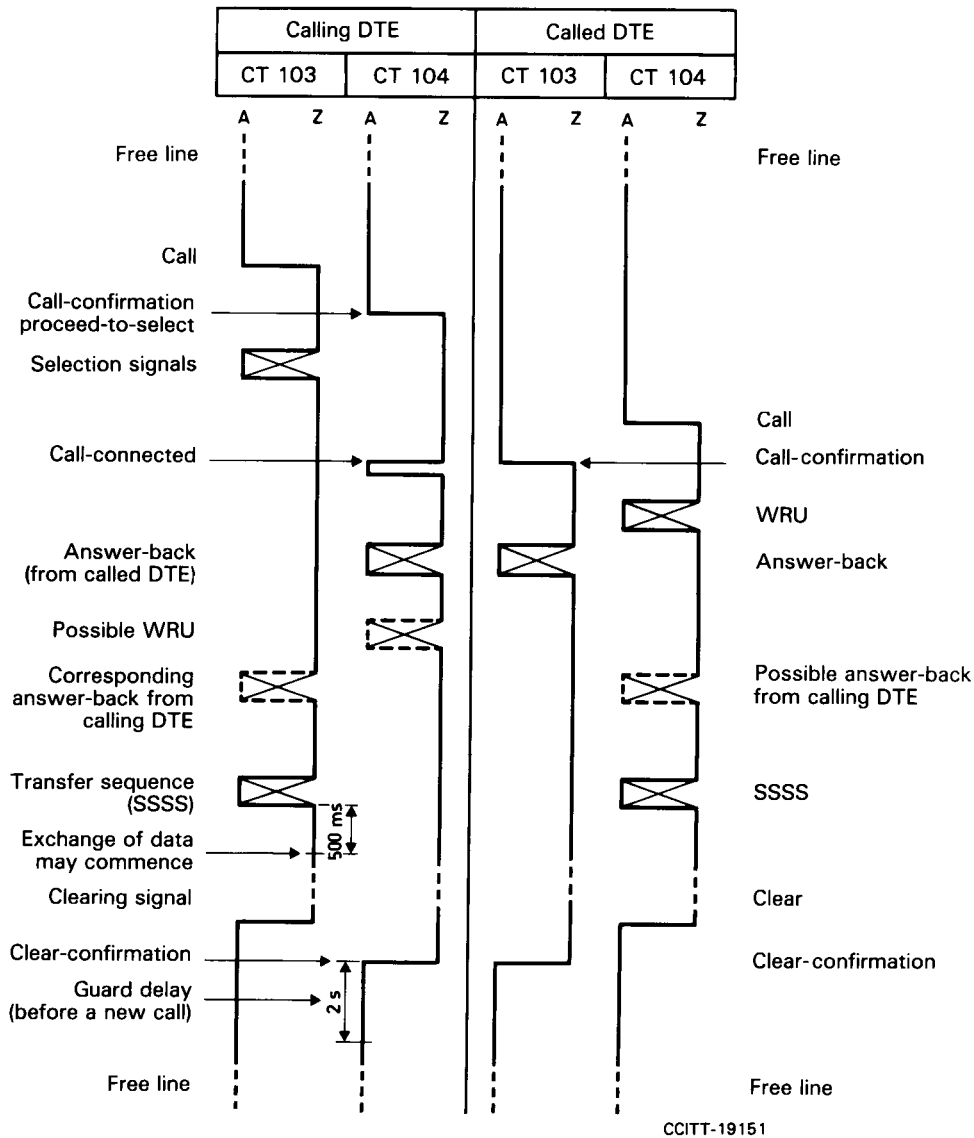 Calling DTE
Called DTE
CT 103
CT 104
CT 103
CT 104
A
Z
A
Z
A
Z
A
Z
Free line
Free line
Call
Call-confirmation
proceed-to-select
Selection signals
Call
Call-connected
Call-confirmation
WRU
Answer-back
(from called DTE)
Answer-back
Possible WRU
Corresponding
answer-back from
calling DTE
Possible answer-back
from calling DTE
Transfer sequence
(SSSS)
SSSS
500 ms
Exchange of data
may commence
Clearing signal
Clear
Clear-confirmation
Clear-confirmation
Guard delay
(before a new call)
2 s
Free line
Free line
CCITT-19151